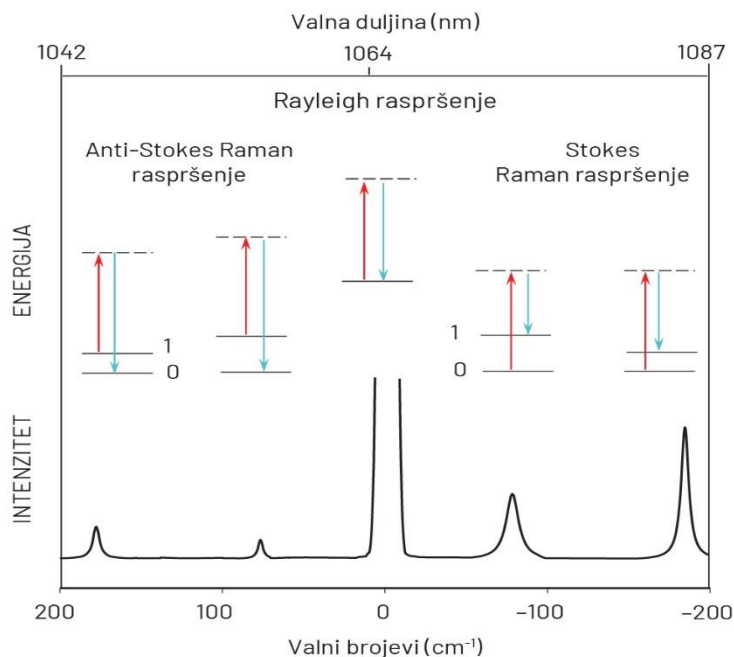 Valna duljina (nm)
1042 1064 1087
Rayleigh raspršenje
Anti-Stokes Raman
raspršenje
Stokes
Raman raspršenje
ENERGIJA
1
0
1
0
INTENZITET
200 100 0 −100 −200
Valni brojevi (cm⁻¹)